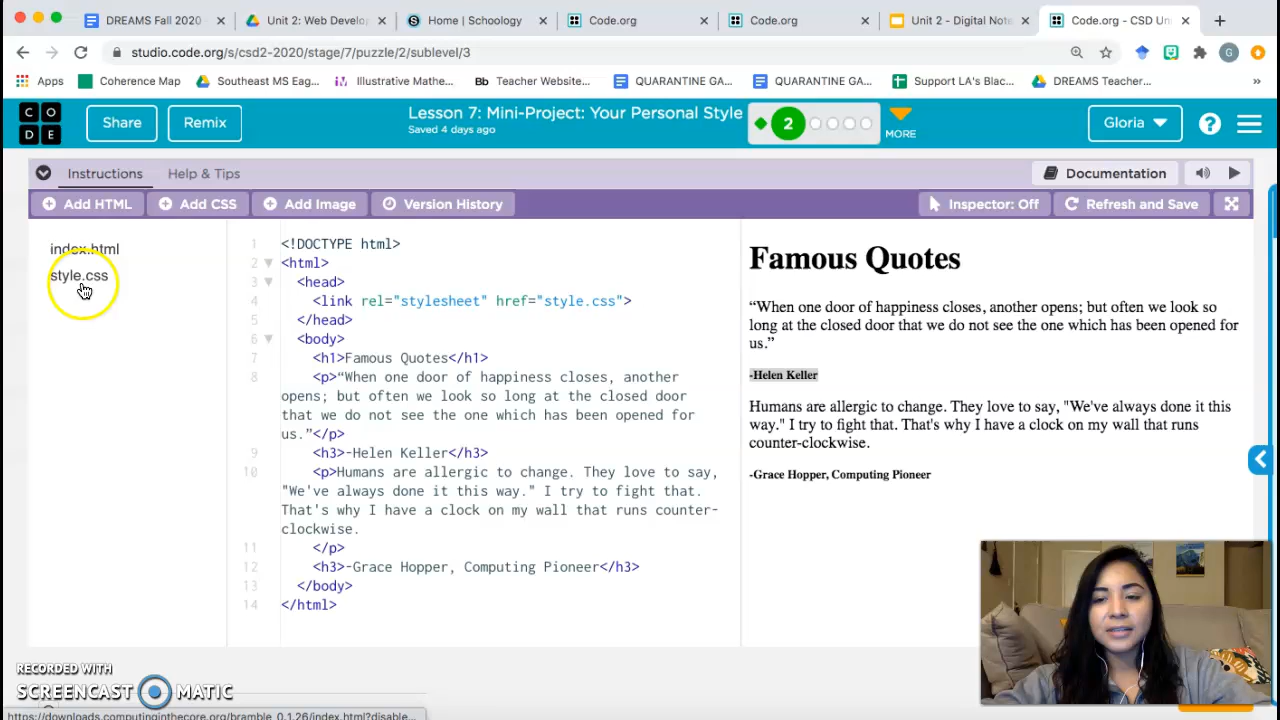 DREAMS Fall 2020
Unit 2: Web Develo
Home | Schoology
Code.org
Code.org
Unit 2 - Digital Note
Code.org - CSD Un
studio.code.org/s/csd2-2020/stage/7/puzzle/2/sublevel/3
G
Apps
Coherence Map
Southeast MS Eag...
Illustrative Mathe...
Bb Teacher Website...
QUARANTINE GA...
QUARANTINE GA...
Support LA's Blac...
DREAMS Teacher...
»
C O
D E
Share
Remix
Lesson 7: Mini-Project: Your Personal Style
Saved 4 days ago
2
MORE
Gloria
?
Instructions
Help & Tips
Documentation
Add HTML
Add CSS
Add Image
Version History
Inspector: Off
Refresh and Save
index.html
style.css
1 <!DOCTYPE html>
2 <html>
3 <head>
4 <link rel="stylesheet" href="style.css">
5 </head>
6 <body>
7 <h1>Famous Quotes</h1>
8 <p>“When one door of happiness closes, another
opens; but often we look so long at the closed door
that we do not see the one which has been opened for
us.”</p>
9 <h3>-Helen Keller</h3>
10 <p>Humans are allergic to change. They love to say,
"We've always done it this way." I try to fight that.
That's why I have a clock on my wall that runs counter-
clockwise.
11 </p>
12 <h3>-Grace Hopper, Computing Pioneer</h3>
13 </body>
14 </html>
Famous Quotes
“When one door of happiness closes, another opens; but often we look so
long at the closed door that we do not see the one which has been opened for
us.”
-Helen Keller
Humans are allergic to change. They love to say, "We've always done it this
way." I try to fight that. That's why I have a clock on my wall that runs
counter-clockwise.
-Grace Hopper, Computing Pioneer
RECORDED WITH
SCREENCAST MATIC
https://downloads.computinginthecore.org/bramble_0.1.26/index.html?disable...